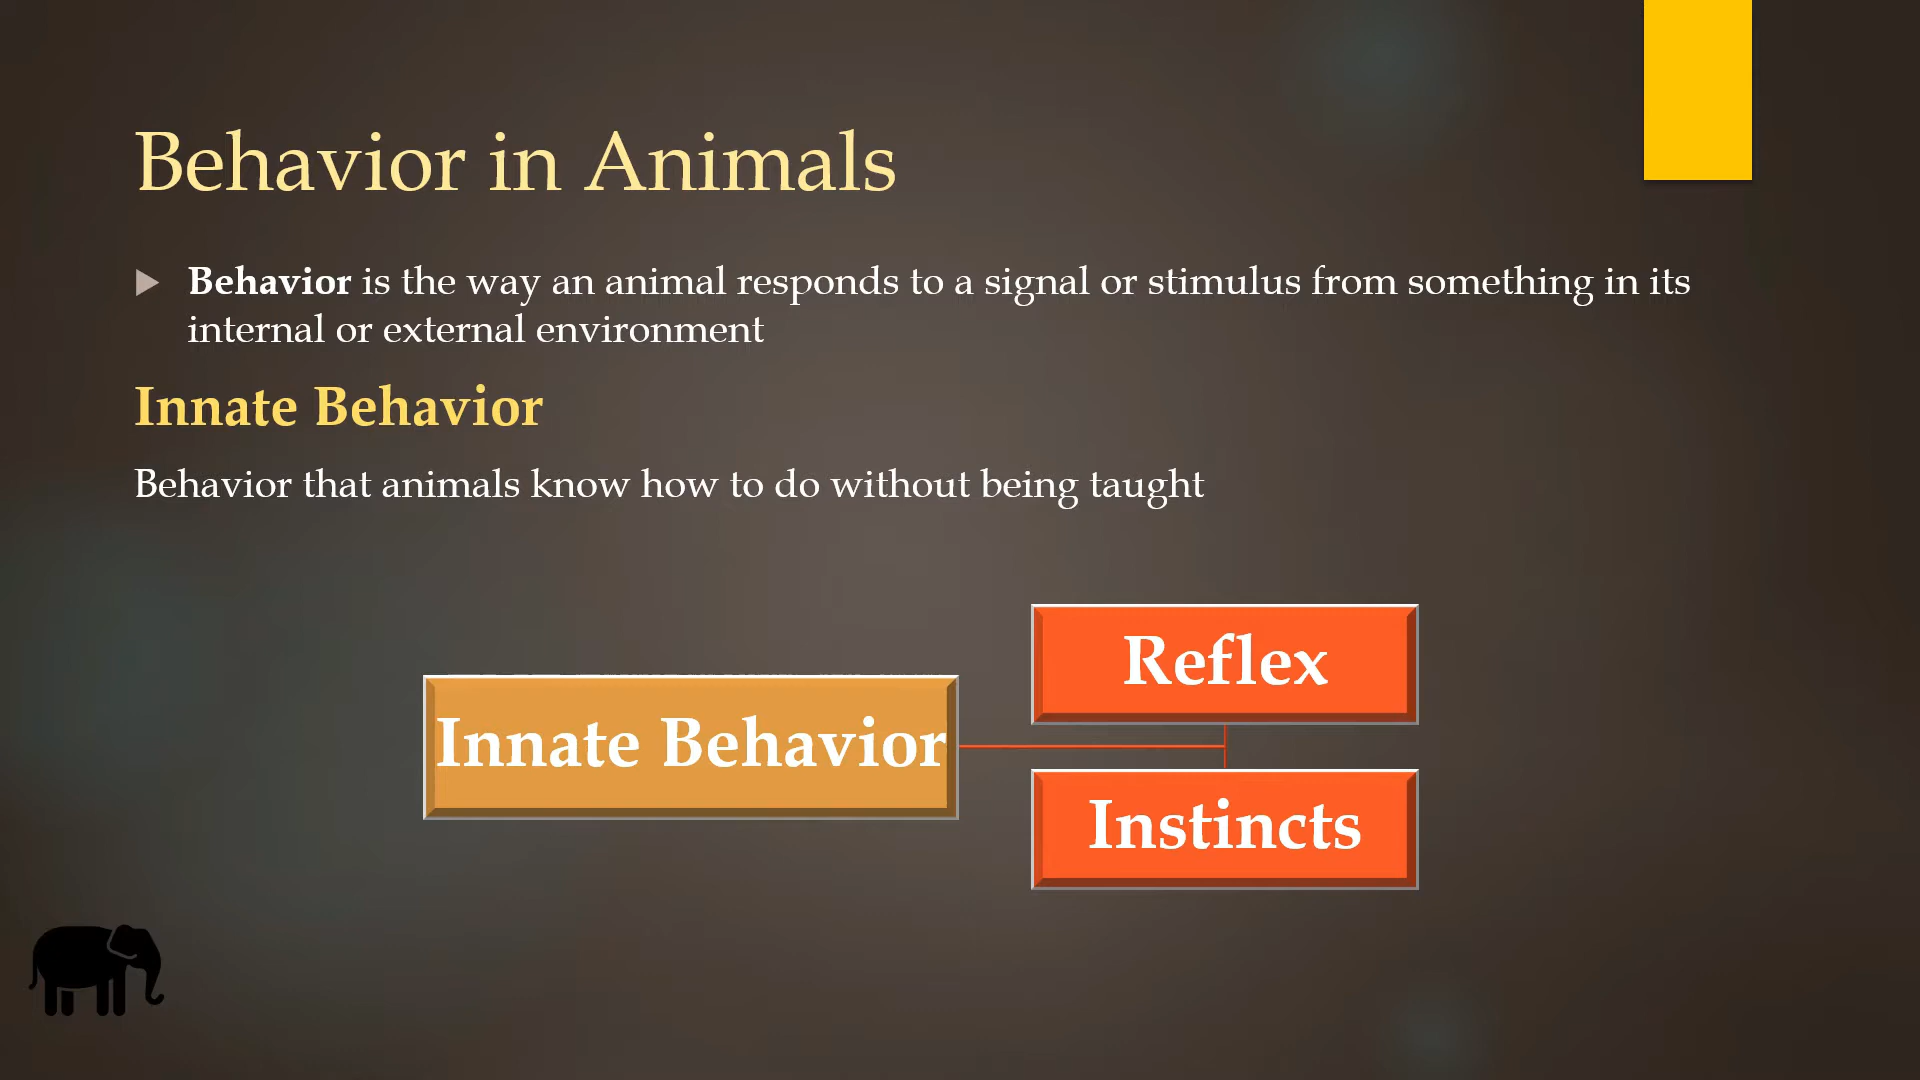 Behavior in Animals
Behavior is the way an animal responds to a signal or stimulus from something in its
internal or external environment
Innate Behavior
Behavior that animals know how to do without being taught
Reflex
Innate Behavior
Instincts